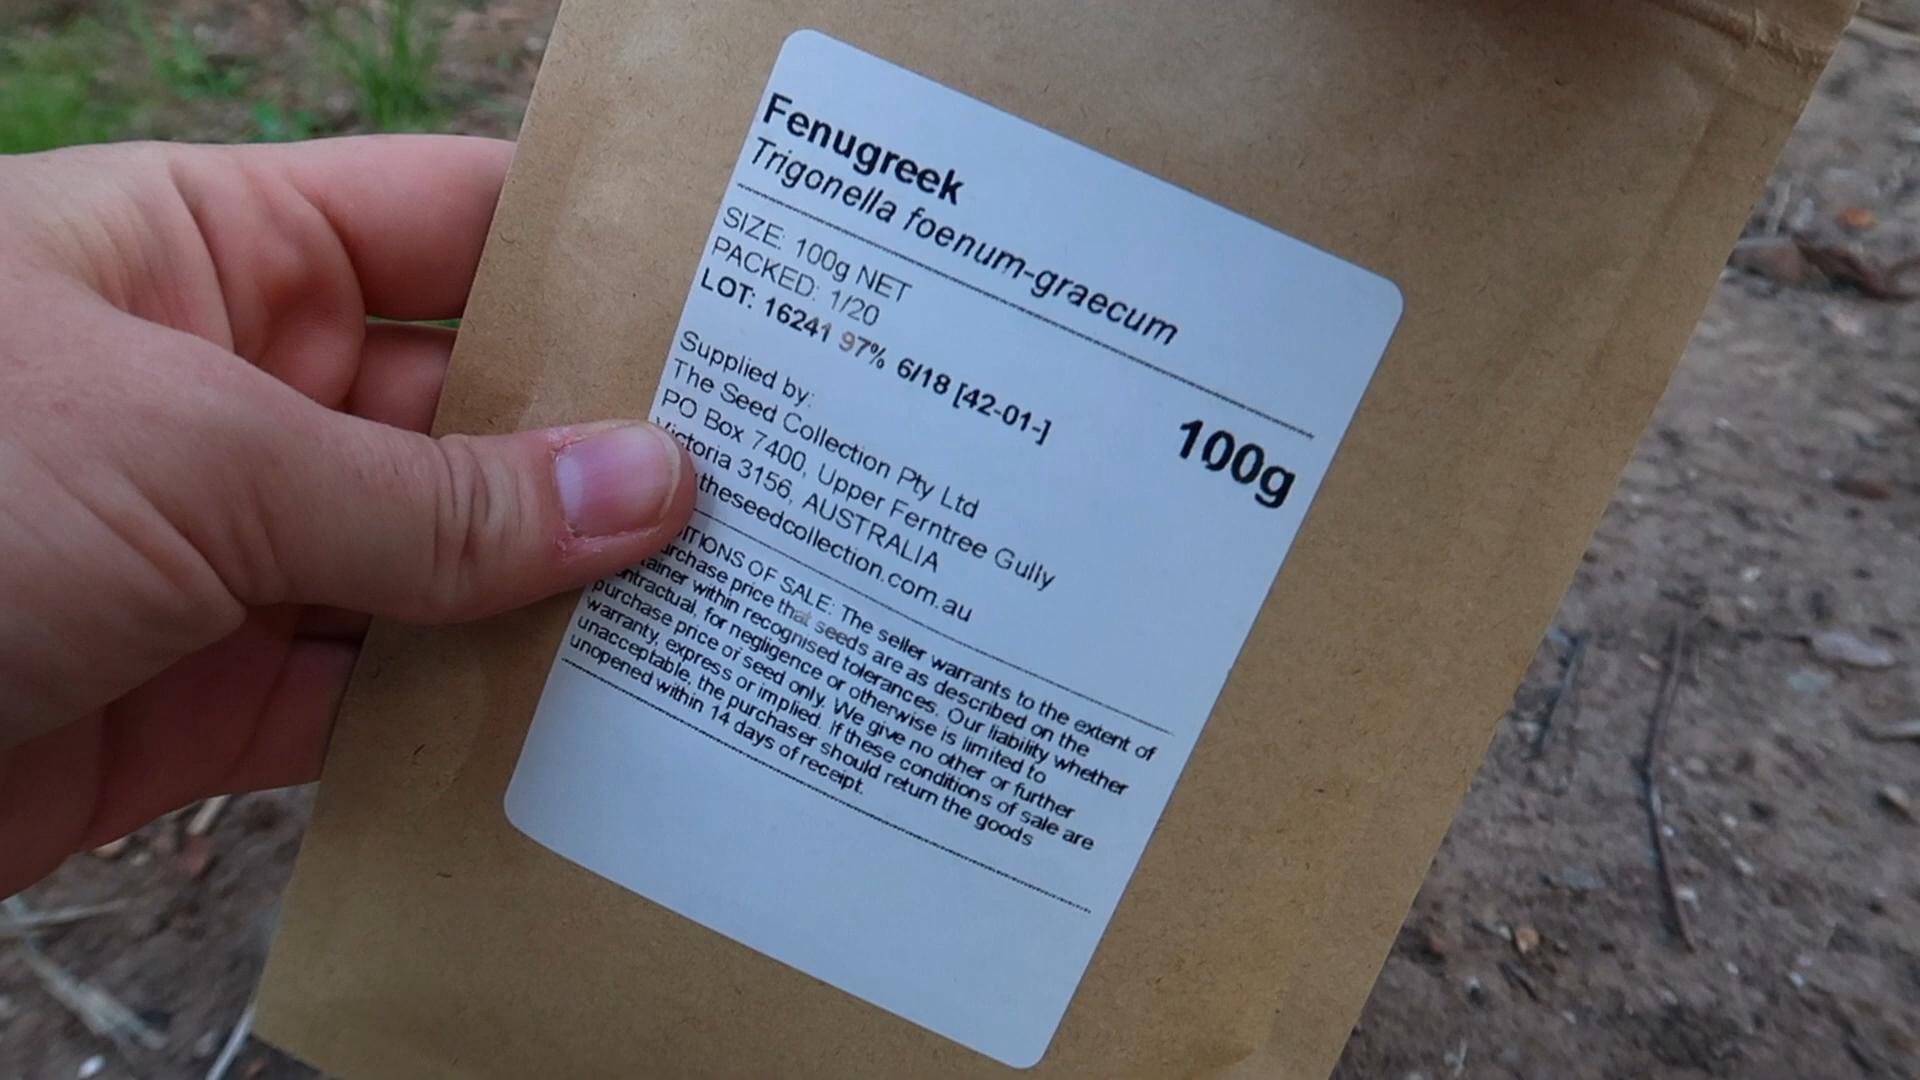 Fenugreek
Trigonella foenum-graecum
SIZE: 100g NET
PACKED: 1/20
LOT: 16241 97% 6/18 [42-01-]
100g
Supplied by:
The Seed Collection Pty Ltd
PO Box 7400, Upper Ferntree Gully
Victoria 3156, AUSTRALIA
theseedcollection.com.au
ITIONS OF SALE: The seller warrants to the extent of
urchase price that seeds are as described on the
tainer within recognised tolerances. Our liability whether
ntractual, for negligence or otherwise is limited to
purchase price of seed only. We give no other or further
warranty, express or implied. If these conditions of sale are
unacceptable, the purchaser should return the goods
unopened within 14 days of receipt.